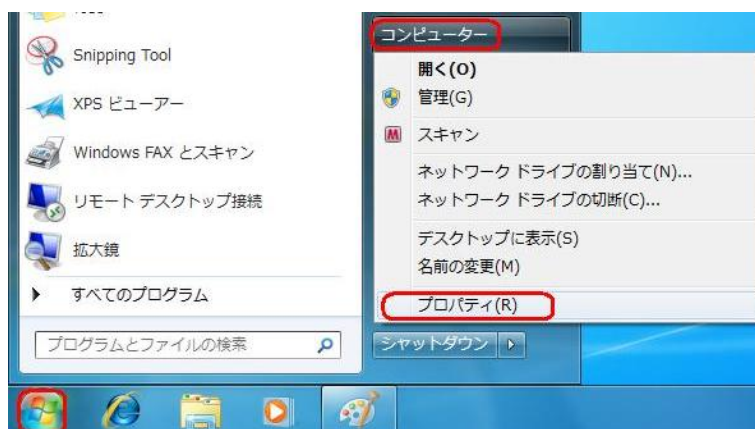 Snipping Tool
XPS ビューアー
Windows FAX とスキャン
リモート デスクトップ接続
拡大鏡
すべてのプログラム
プログラムとファイルの検索
コンピューター
開く(O)
管理(G)
スキャン
ネットワーク ドライブの割り当て(N)...
ネットワーク ドライブの切断(C)...
デスクトップに表示(S)
名前の変更(M)
プロパティ(R)
シャットダウン